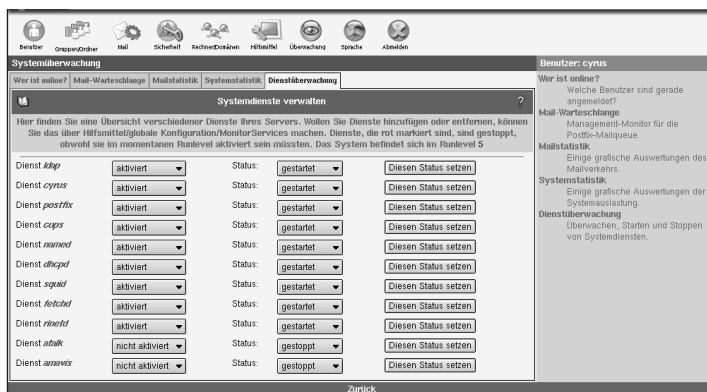 Benutzer Gruppen/Ordner Mail Sicherheit Rechner/Domänen Hilfsmittel Überwachung Sprache Abmelden
Systemüberwachung
Wer ist online? Mail-Warteschlange Mailstatistik Systemstatistik Dienstüberwachung
Systemdienste verwalten ?
Hier finden Sie eine Übersicht verschiedener Dienste Ihres Servers. Wollen Sie Dienste hinzufügen oder entfernen, können
Sie das über Hilfsmittel/globale Konfiguration/MonitorServices machen. Dienste, die rot markiert sind, sind gestoppt,
obwohl sie im momentanen Runlevel aktiviert sein müssten. Das System befindet sich im Runlevel 5
Dienst ldap aktiviert Status: gestartet Diesen Status setzen
Dienst cyrus aktiviert Status: gestartet Diesen Status setzen
Dienst postfix aktiviert Status: gestartet Diesen Status setzen
Dienst cups aktiviert Status: gestartet Diesen Status setzen
Dienst named aktiviert Status: gestartet Diesen Status setzen
Dienst dhcpd aktiviert Status: gestartet Diesen Status setzen
Dienst squid aktiviert Status: gestartet Diesen Status setzen
Dienst fetchd aktiviert Status: gestartet Diesen Status setzen
Dienst rinetd aktiviert Status: gestartet Diesen Status setzen
Dienst atalk nicht aktiviert Status: gestoppt Diesen Status setzen
Dienst amavis nicht aktiviert Status: gestoppt Diesen Status setzen
Zurück
Benutzer: cyrus
Wer ist online?
Welche Benutzer sind gerade
angemeldet?
Mail-Warteschlange
Management-Monitor für die
Postfix-Mailqueue.
Mailstatistik
Einige grafische Auswertungen des
Mailverkehrs.
Systemstatistik
Einige grafische Auswertungen der
Systemauslastung.
Dienstüberwachung
Überwachen, Starten und Stoppen
von Systemdiensten.